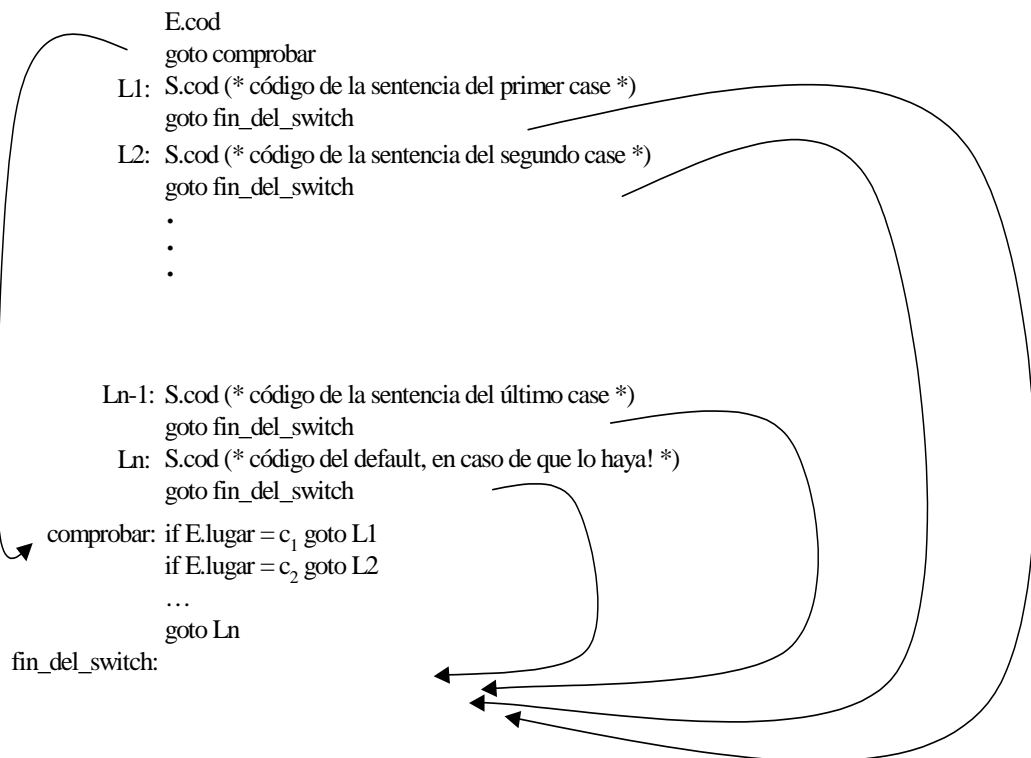 E.cod
goto comprobar
L1: S.cod (* código de la sentencia del primer case *)
goto fin_del_switch
L2: S.cod (* código de la sentencia del segundo case *)
goto fin_del_switch
.
.
.
Ln-1: S.cod (* código de la sentencia del último case *)
goto fin_del_switch
Ln: S.cod (* código del default, en caso de que lo haya! *)
goto fin_del_switch
comprobar: if E.lugar = c1 goto L1
if E.lugar = c2 goto L2
…
goto Ln
fin_del_switch: